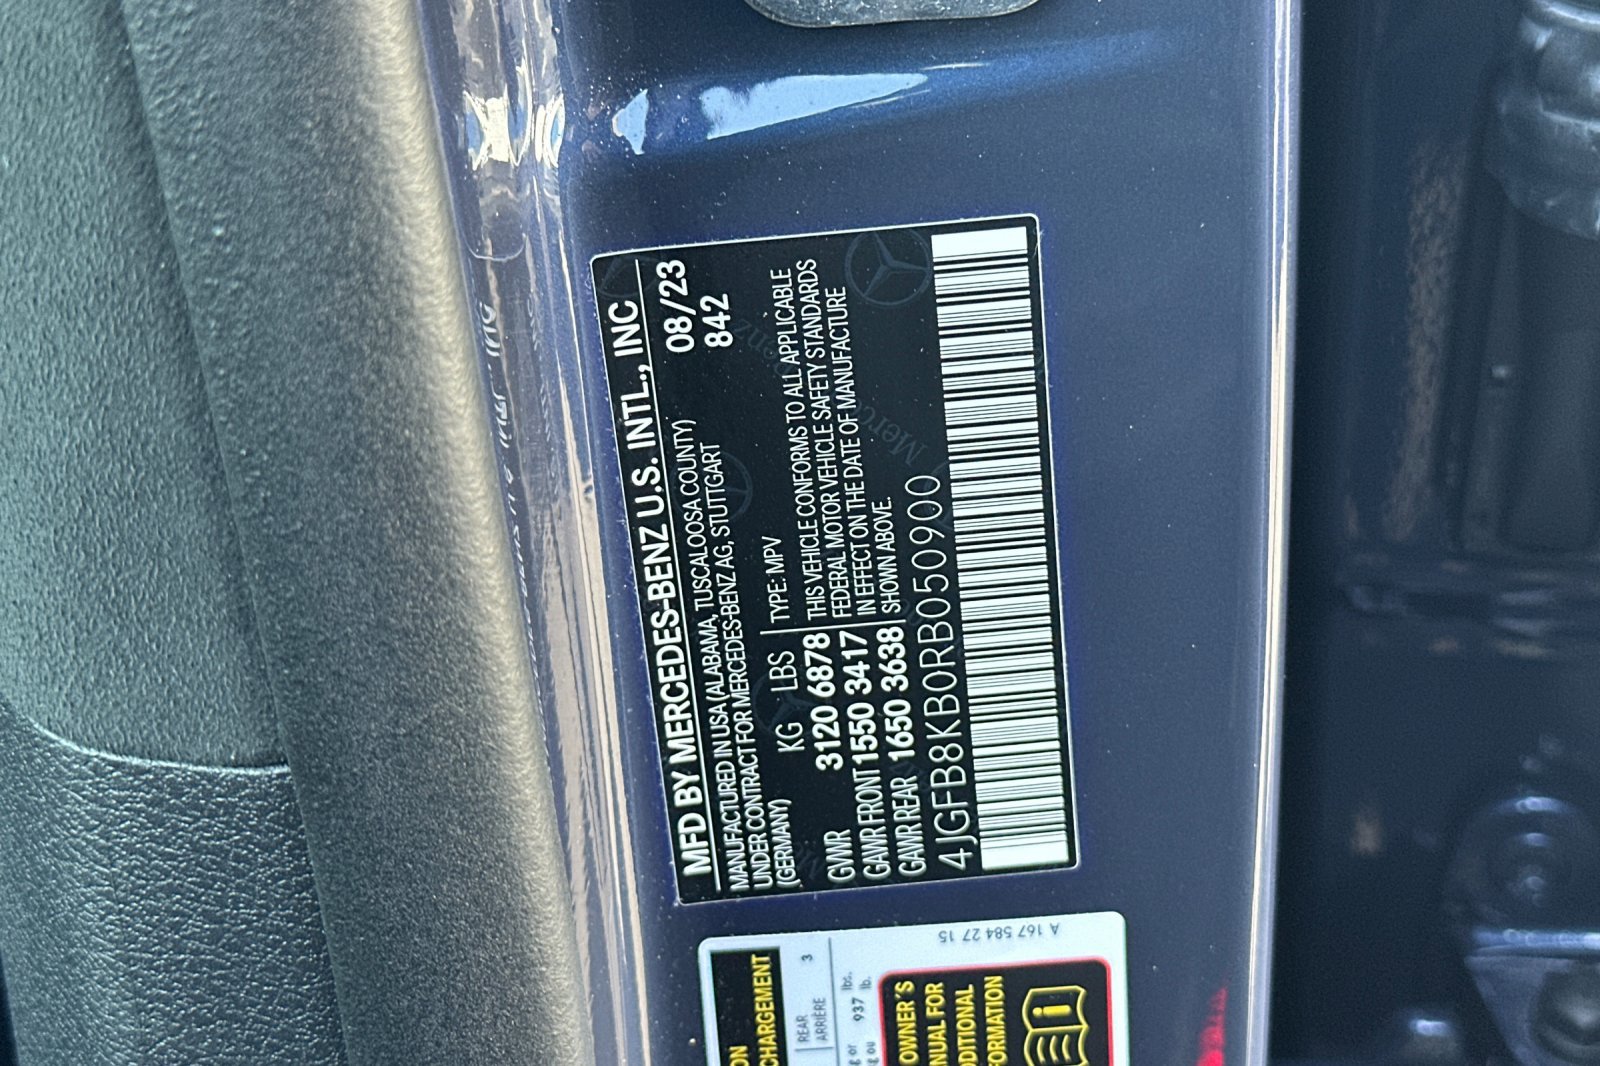 MFD BY MERCEDES-BENZ U.S. INTL., INC
MANUFACTURED IN USA (ALABAMA, TUSCALOOSA COUNTY)
UNDER CONTRACT FOR MERCEDES-BENZ AG, STUTTGART
(GERMANY)
08/23
842
KG LBS
GVWR 3120 6878
GAWR FRONT 1550 3417
GAWR REAR 1650 3638
TYPE: MPV
THIS VEHICLE CONFORMS TO ALL APPLICABLE
FEDERAL MOTOR VEHICLE SAFETY STANDARDS
IN EFFECT ON THE DATE OF MANUFACTURE
SHOWN ABOVE.
4JGFB8KB0RB050900
A 167 584 27 15
CHARGEMENT
REAR 3
ARRIÈRE
937 lbs.
lb.
OWNER'S
FOR